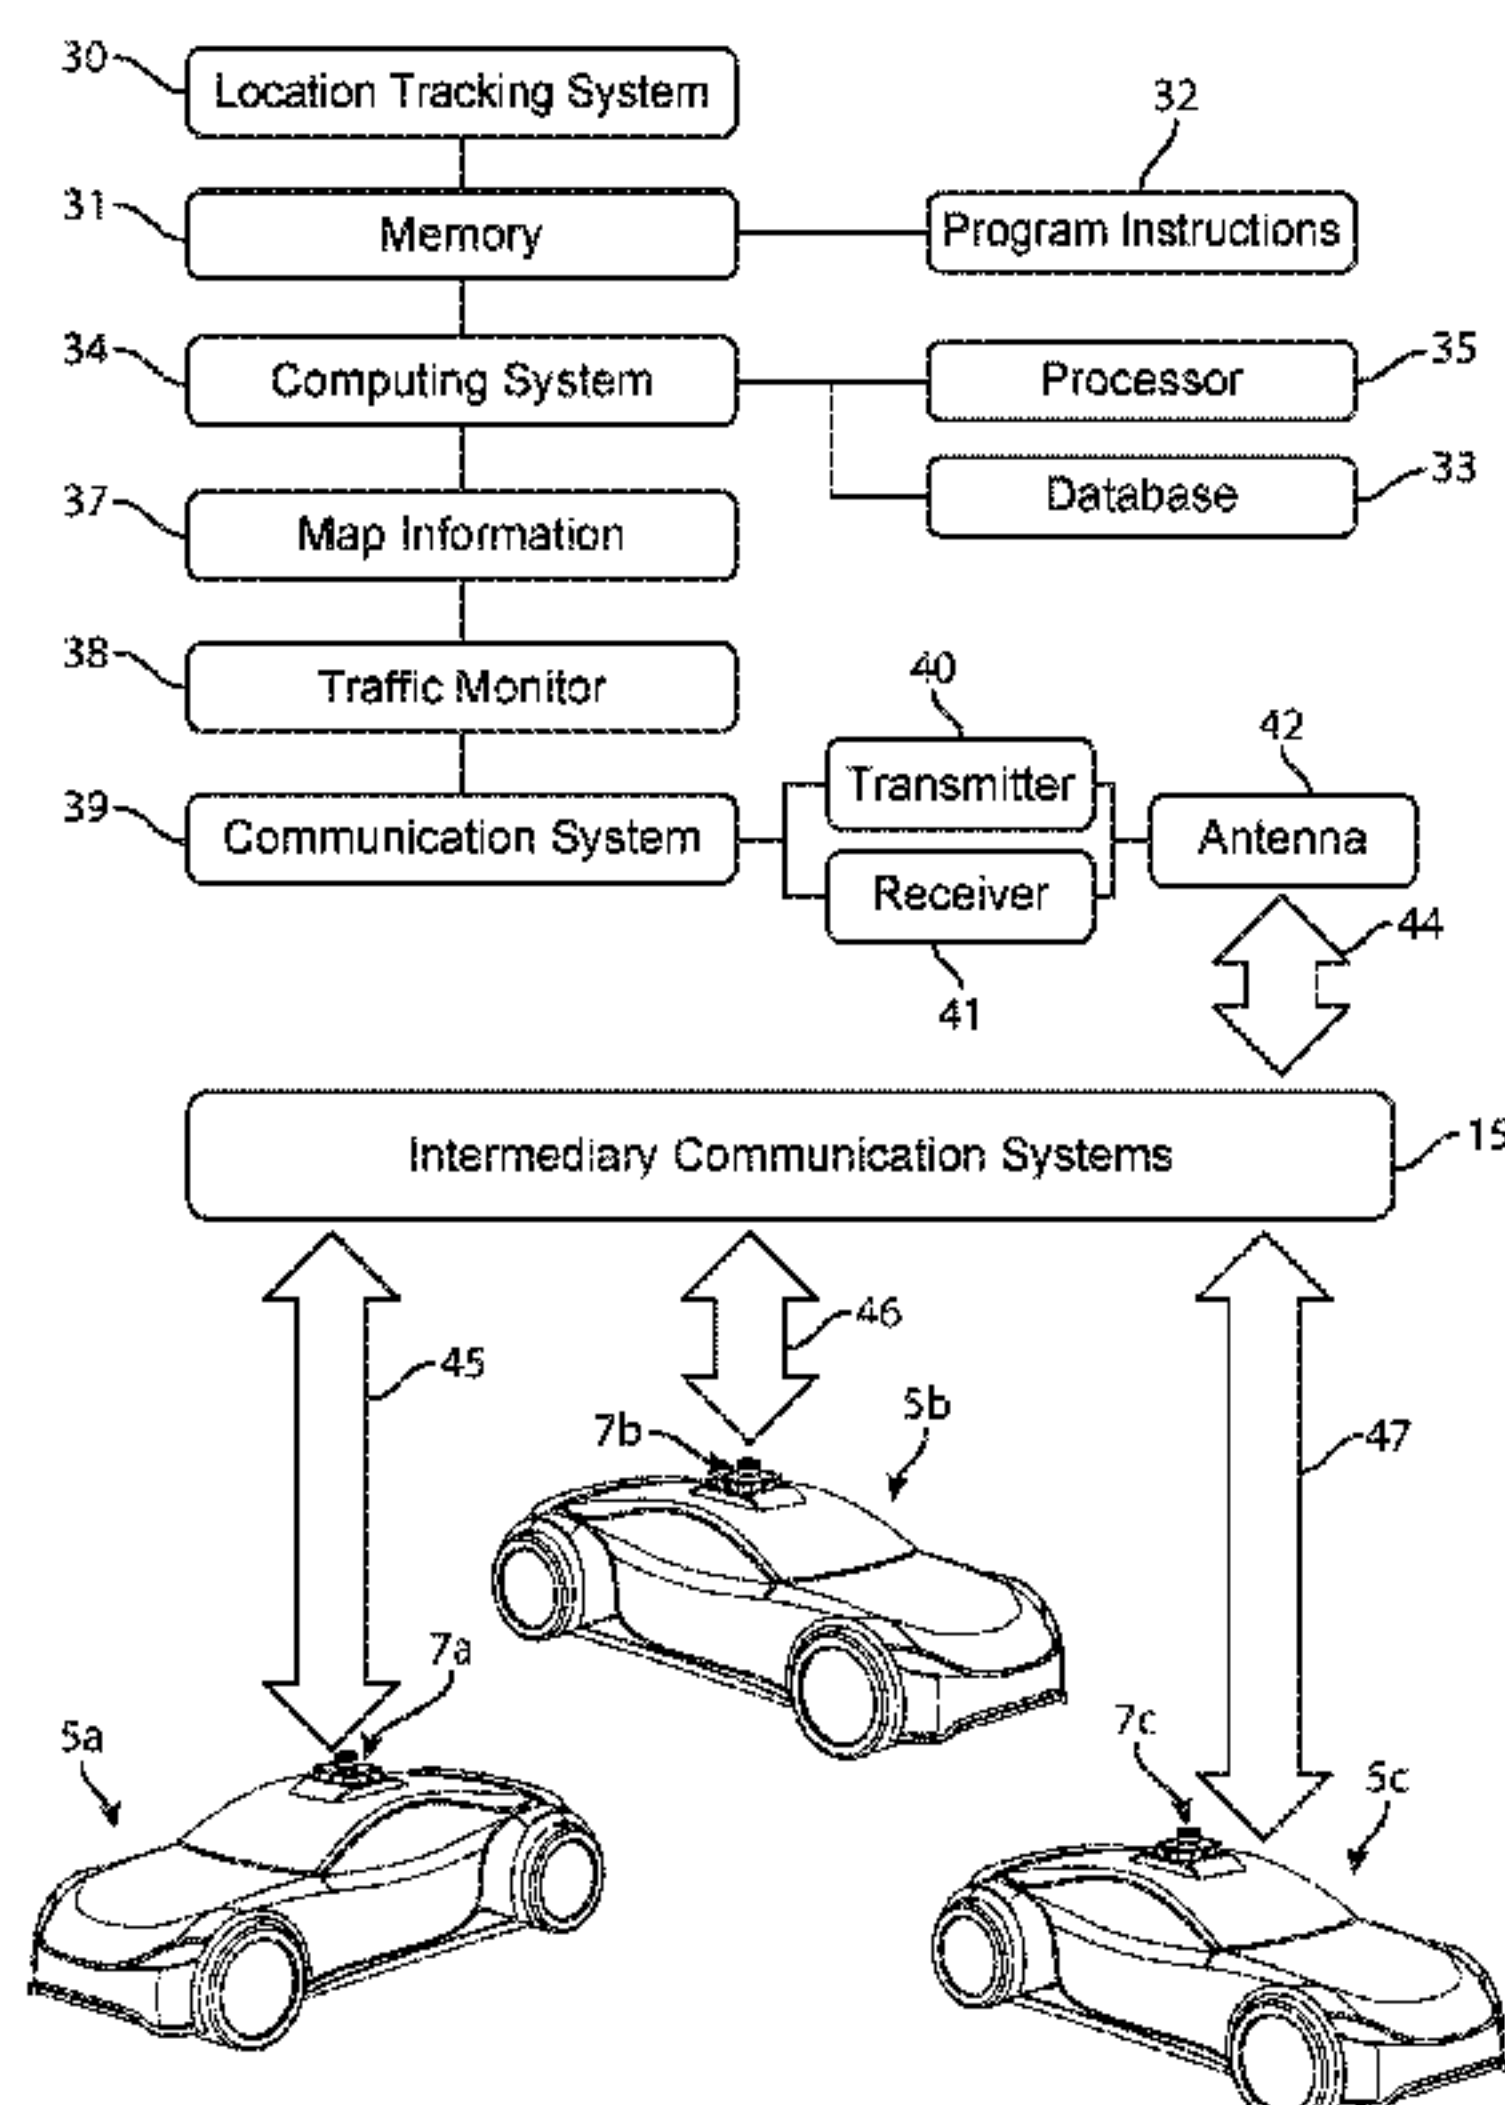 30
Location Tracking System
32
31
Memory
Program Instructions
34
Computing System
Processor
35
37
Map Information
Database
33
38
Traffic Monitor
40
42
39
Communication System
Transmitter
Antenna
Receiver
44
41
Intermediary Communication Systems
15
46
45
5b
7b
47
7a
5a
7c
5c